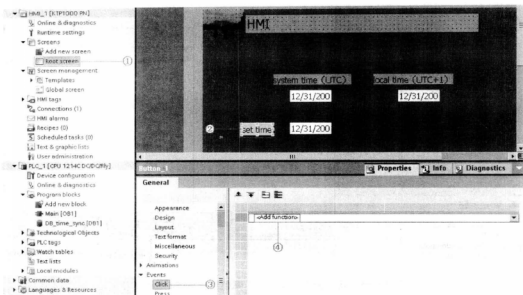 HMI_1 [KTP1000 PN]
Online & diagnostics
Runtime settings
Screens
Add new screen
Root screen
①
Screen management
Templates
Global screen
HMI tags
Connections (1)
HMI alarms
Recipes (0)
Scheduled tasks (0)
Text & graphic lists
User administration
PLC_1 [CPU 1214C DC/DC/Rly]
Device configuration
Online & diagnostics
Program blocks
Add new block
Main [OB1]
DB_time_sync [DB1]
Technological Objects
PLC tags
Watch tables
Text lists
Local modules
Common data
Languages & Resources
HMI
system time (UTC)
local time (UTC+1)
12/31/200
12/31/200
②
set time
12/31/200
Button_1
Properties
Info
Diagnostics
General
Appearance
Design
Layout
Text format
Miscellaneous
Security
Animations
Events
Click
③
Press
<Add function>
④